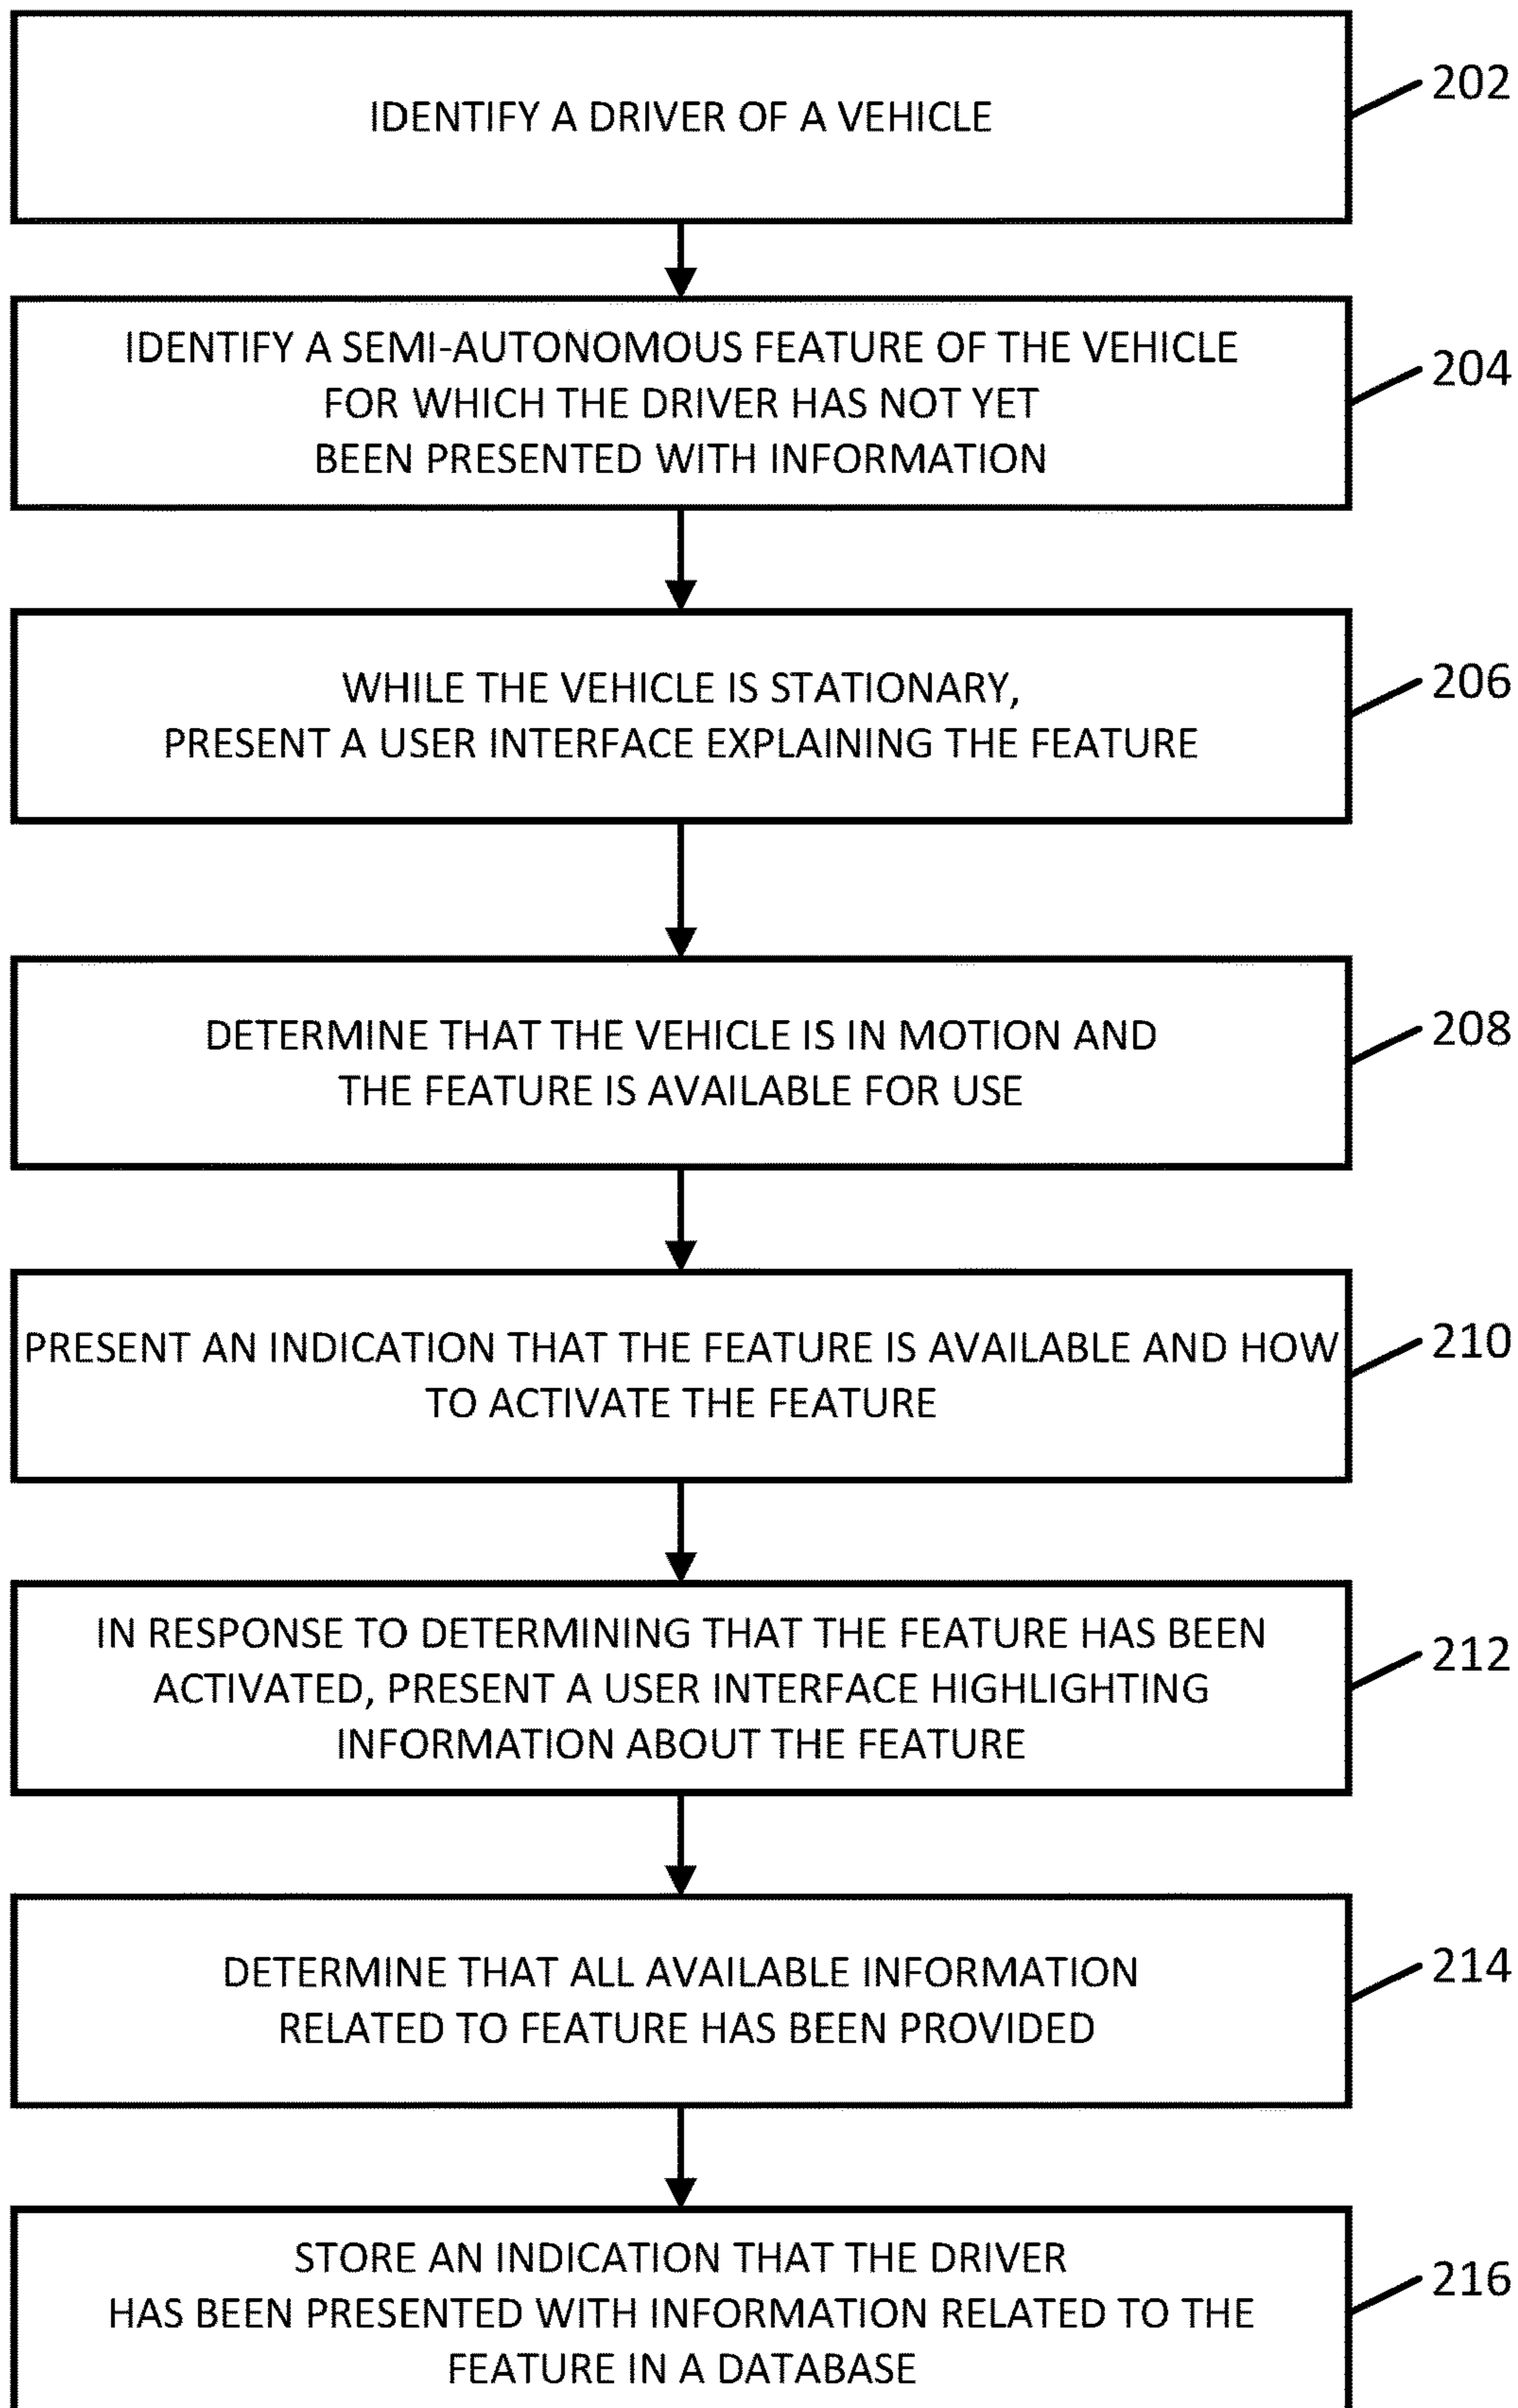 IDENTIFY A DRIVER OF A VEHICLE
202
IDENTIFY A SEMI-AUTONOMOUS FEATURE OF THE VEHICLE
FOR WHICH THE DRIVER HAS NOT YET
BEEN PRESENTED WITH INFORMATION
204
WHILE THE VEHICLE IS STATIONARY,
PRESENT A USER INTERFACE EXPLAINING THE FEATURE
206
DETERMINE THAT THE VEHICLE IS IN MOTION AND
THE FEATURE IS AVAILABLE FOR USE
208
PRESENT AN INDICATION THAT THE FEATURE IS AVAILABLE AND HOW
TO ACTIVATE THE FEATURE
210
IN RESPONSE TO DETERMINING THAT THE FEATURE HAS BEEN
ACTIVATED, PRESENT A USER INTERFACE HIGHLIGHTING
INFORMATION ABOUT THE FEATURE
212
DETERMINE THAT ALL AVAILABLE INFORMATION
RELATED TO FEATURE HAS BEEN PROVIDED
214
STORE AN INDICATION THAT THE DRIVER
HAS BEEN PRESENTED WITH INFORMATION RELATED TO THE
FEATURE IN A DATABASE
216